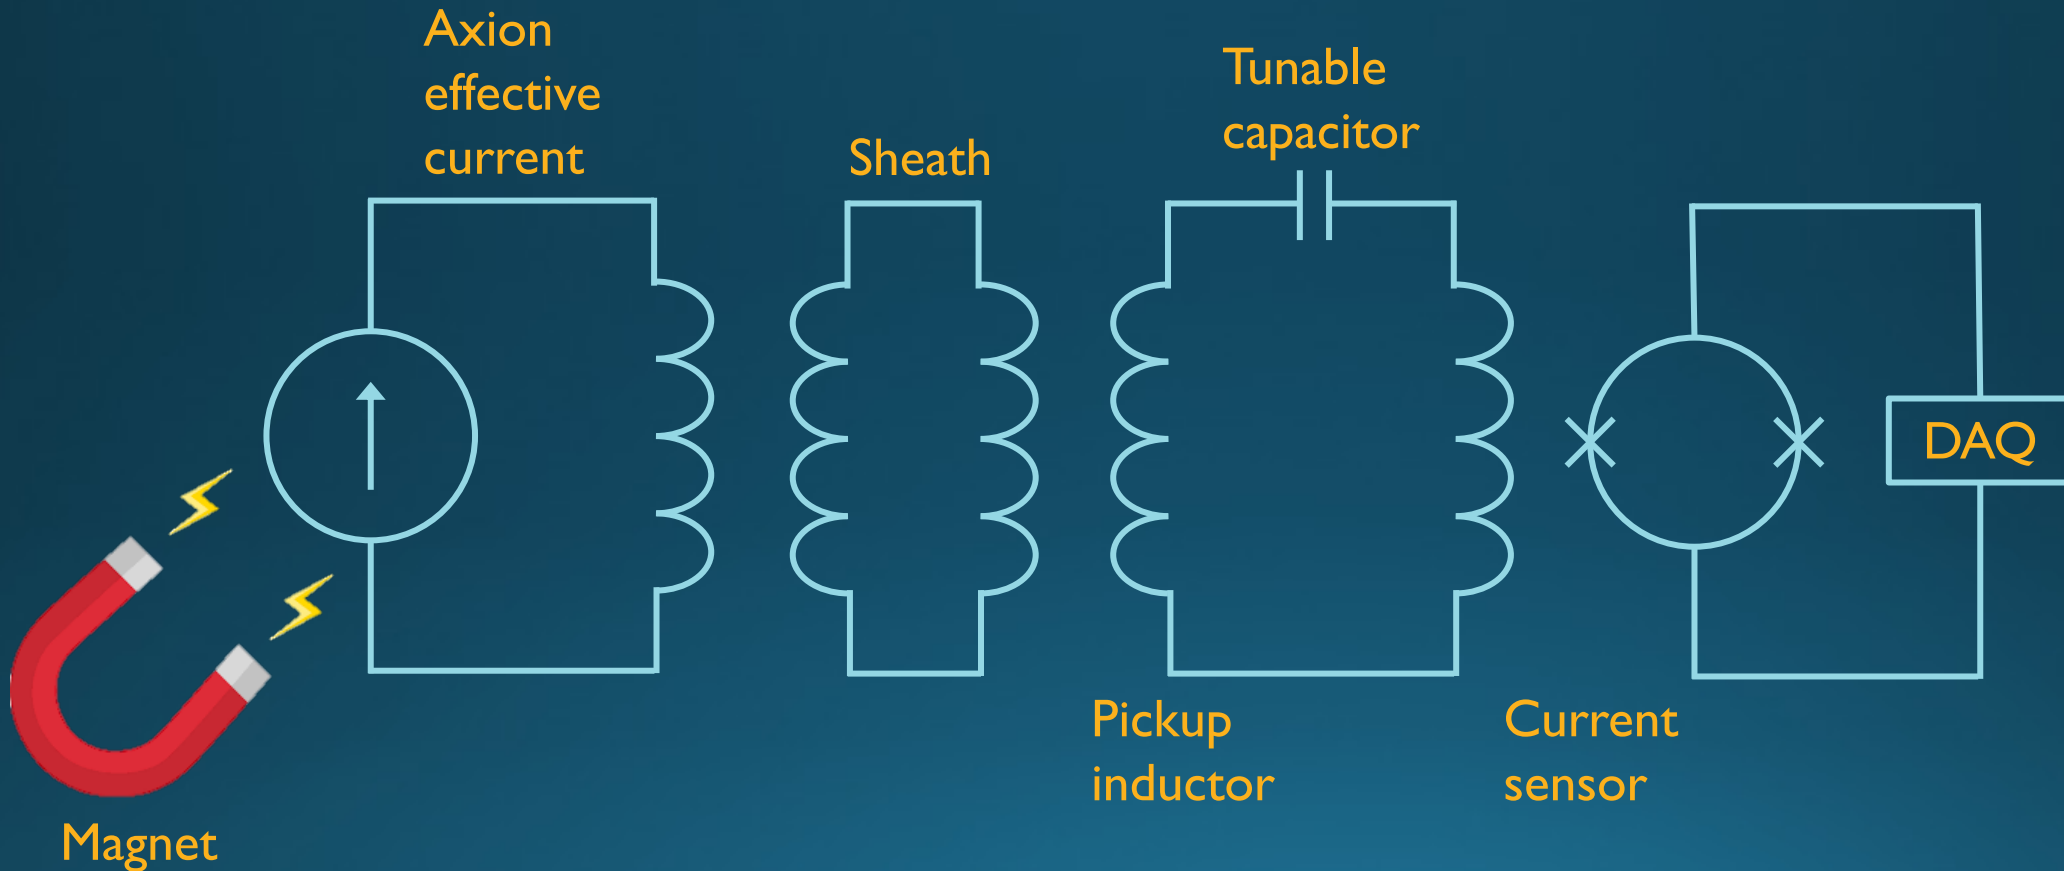 Axion
effective
current
Sheath
Tunable
capacitor
DAQ
Pickup
inductor
Current
sensor
Magnet